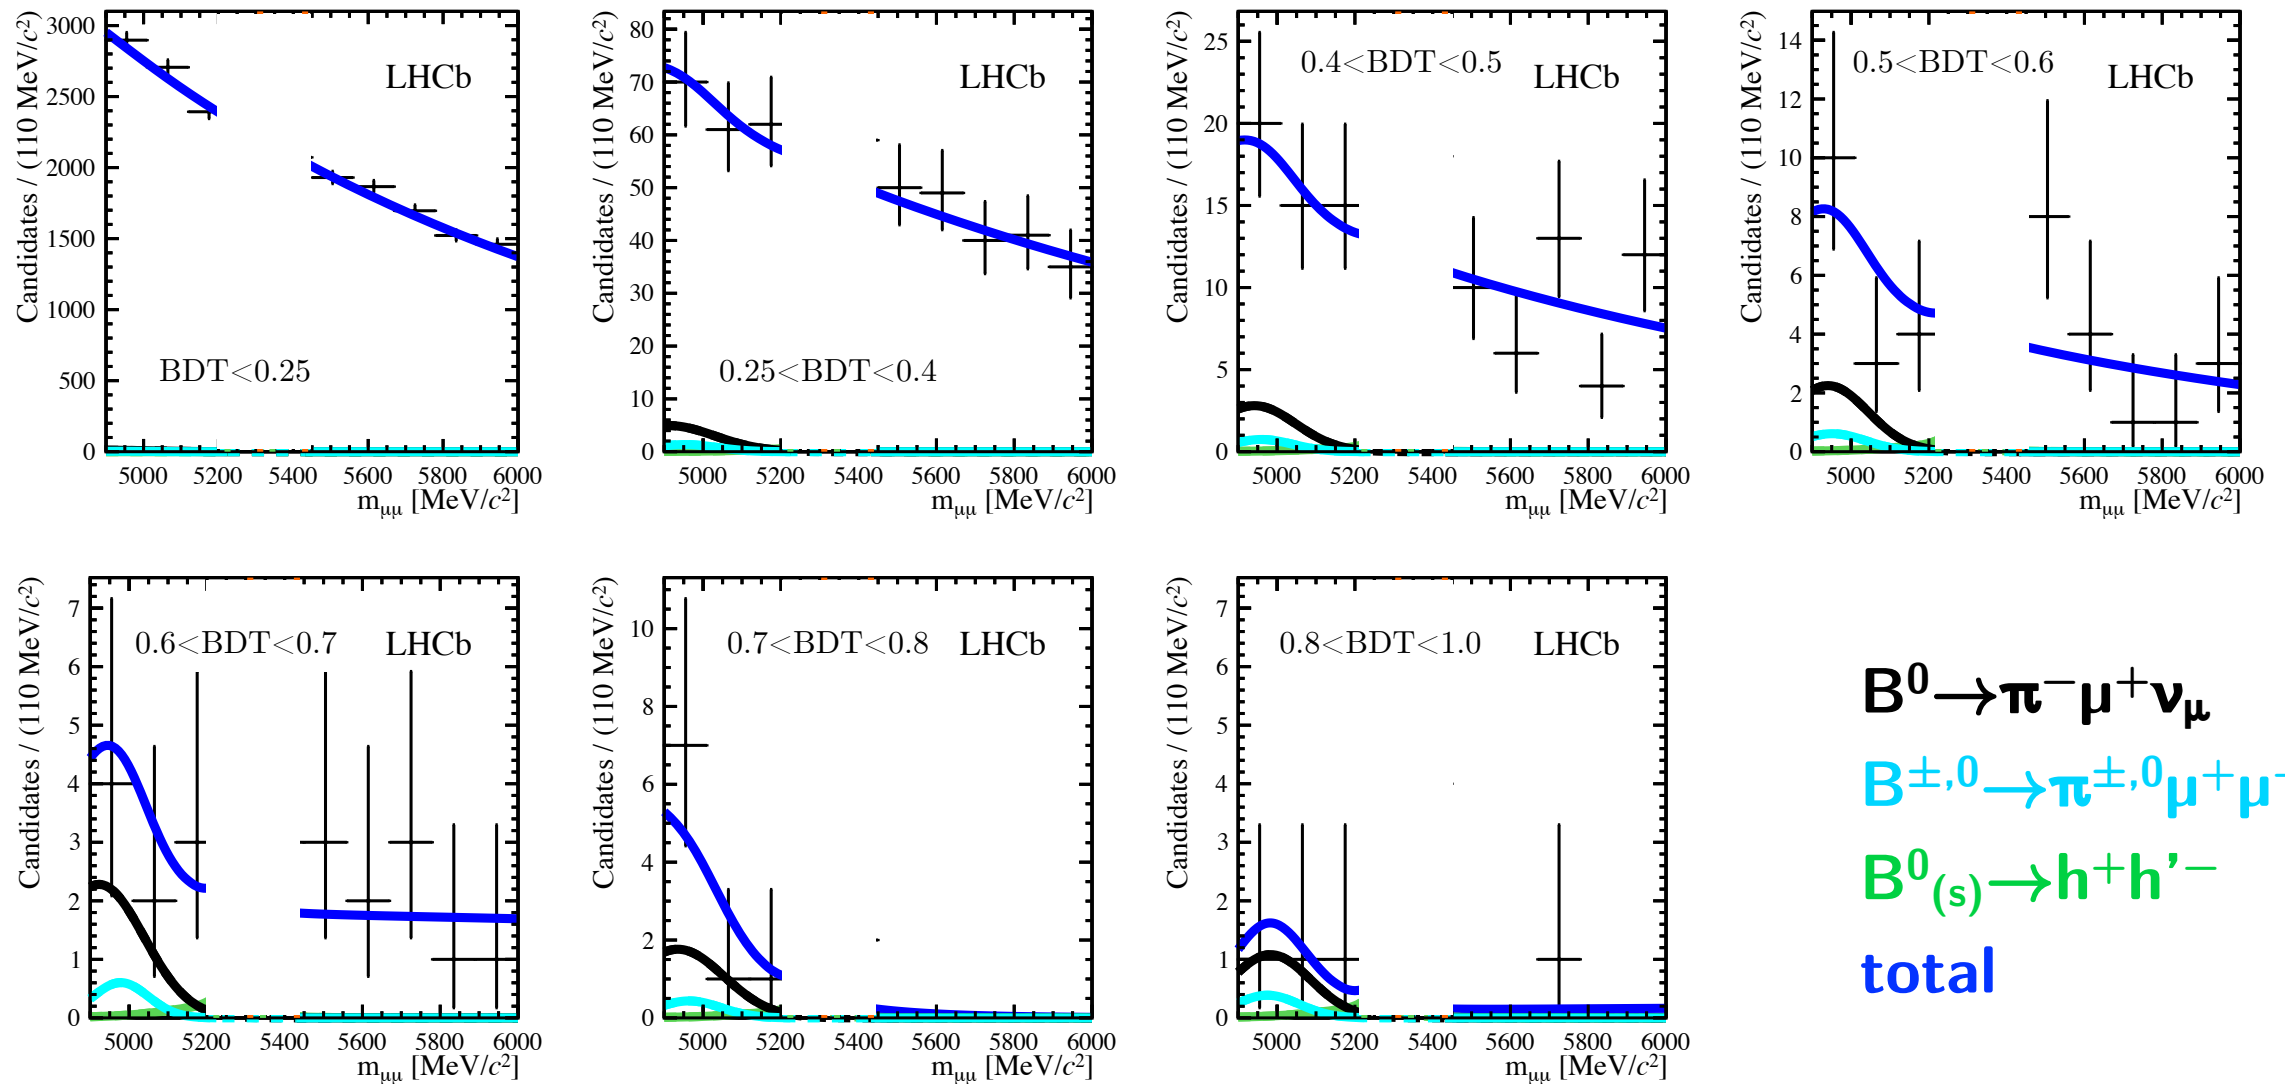 Candidates / (110 MeV/c²)
3000
2500
2000
1500
1000
500
0
LHCb
BDT<0.25
5000 5200 5400 5600 5800 6000
m_μμ [MeV/c²]
Candidates / (110 MeV/c²)
80
70
60
50
40
30
20
10
0
LHCb
0.25<BDT<0.4
5000 5200 5400 5600 5800 6000
m_μμ [MeV/c²]
Candidates / (110 MeV/c²)
25
20
15
10
5
0
0.4<BDT<0.5
LHCb
5000 5200 5400 5600 5800 6000
m_μμ [MeV/c²]
Candidates / (110 MeV/c²)
14
12
10
8
6
4
2
0
0.5<BDT<0.6
LHCb
5000 5200 5400 5600 5800 6000
m_μμ [MeV/c²]
Candidates / (110 MeV/c²)
7
6
5
4
3
2
1
0
0.6<BDT<0.7
LHCb
5000 5200 5400 5600 5800 6000
m_μμ [MeV/c²]
Candidates / (110 MeV/c²)
10
8
6
4
2
0
0.7<BDT<0.8
LHCb
5000 5200 5400 5600 5800 6000
m_μμ [MeV/c²]
Candidates / (110 MeV/c²)
7
6
5
4
3
2
1
0
0.8<BDT<1.0
LHCb
5000 5200 5400 5600 5800 6000
m_μμ [MeV/c²]
B⁰→π⁻μ⁺ν_μ
B^±,0→π^±,0μ⁺μ⁻
B⁰_(s)→h⁺h'⁻
total